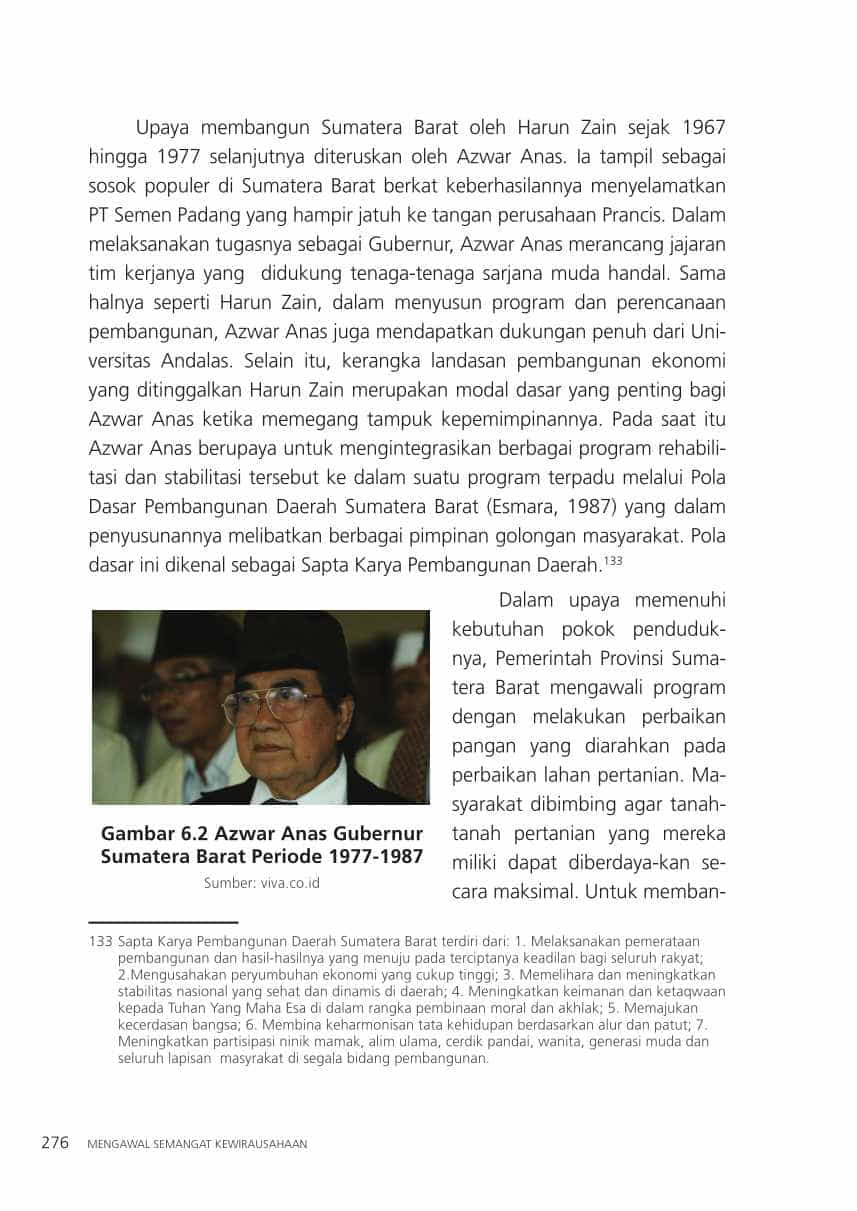 Upaya membangun Sumatera Barat oleh Harun Zain sejak 1967
hingga 1977 selanjutnya diteruskan oleh Azwar Anas. Ia tampil sebagai
sosok populer di Sumatera Barat berkat keberhasilannya menyelamatkan
PT Semen Padang yang hampir jatuh ke tangan perusahaan Prancis. Dalam
melaksanakan tugasnya sebagai Gubernur, Azwar Anas merancang jajaran
tim kerjanya yang  didukung tenaga-tenaga sarjana muda handal. Sama
halnya seperti Harun Zain, dalam menyusun program dan perencanaan
pembangunan, Azwar Anas juga mendapatkan dukungan penuh dari Uni-
versitas Andalas. Selain itu, kerangka landasan pembangunan ekonomi
yang ditinggalkan Harun Zain merupakan modal dasar yang penting bagi
Azwar Anas ketika memegang tampuk kepemimpinannya. Pada saat itu
Azwar Anas berupaya untuk mengintegrasikan berbagai program rehabili-
tasi dan stabilitasi tersebut ke dalam suatu program terpadu melalui Pola
Dasar Pembangunan Daerah Sumatera Barat (Esmara, 1987) yang dalam
penyusunannya melibatkan berbagai pimpinan golongan masyarakat. Pola
dasar ini dikenal sebagai Sapta Karya Pembangunan Daerah.133
Dalam upaya memenuhi
kebutuhan pokok penduduk-
nya, Pemerintah Provinsi Suma-
tera Barat mengawali program
dengan melakukan perbaikan
pangan yang diarahkan pada
perbaikan lahan pertanian. Ma-
syarakat dibimbing agar tanah-
tanah pertanian yang mereka
miliki dapat diberdaya-kan se-
cara maksimal. Untuk memban-
Gambar 6.2 Azwar Anas Gubernur
Sumatera Barat Periode 1977-1987
Sumber: viva.co.id
133 Sapta Karya Pembangunan Daerah Sumatera Barat terdiri dari: 1. Melaksanakan pemerataan
pembangunan dan hasil-hasilnya yang menuju pada terciptanya keadilan bagi seluruh rakyat;
2.Mengusahakan peryumbuhan ekonomi yang cukup tinggi; 3. Memelihara dan meningkatkan
stabilitas nasional yang sehat dan dinamis di daerah; 4. Meningkatkan keimanan dan ketaqwaan
kepada Tuhan Yang Maha Esa di dalam rangka pembinaan moral dan akhlak; 5. Memajukan
kecerdasan bangsa; 6. Membina keharmonisan tata kehidupan berdasarkan alur dan patut; 7.
Meningkatkan partisipasi ninik mamak, alim ulama, cerdik pandai, wanita, generasi muda dan
seluruh lapisan  masyrakat di segala bidang pembangunan.
276 MENGAWAL SEMANGAT KEWIRAUSAHAAN